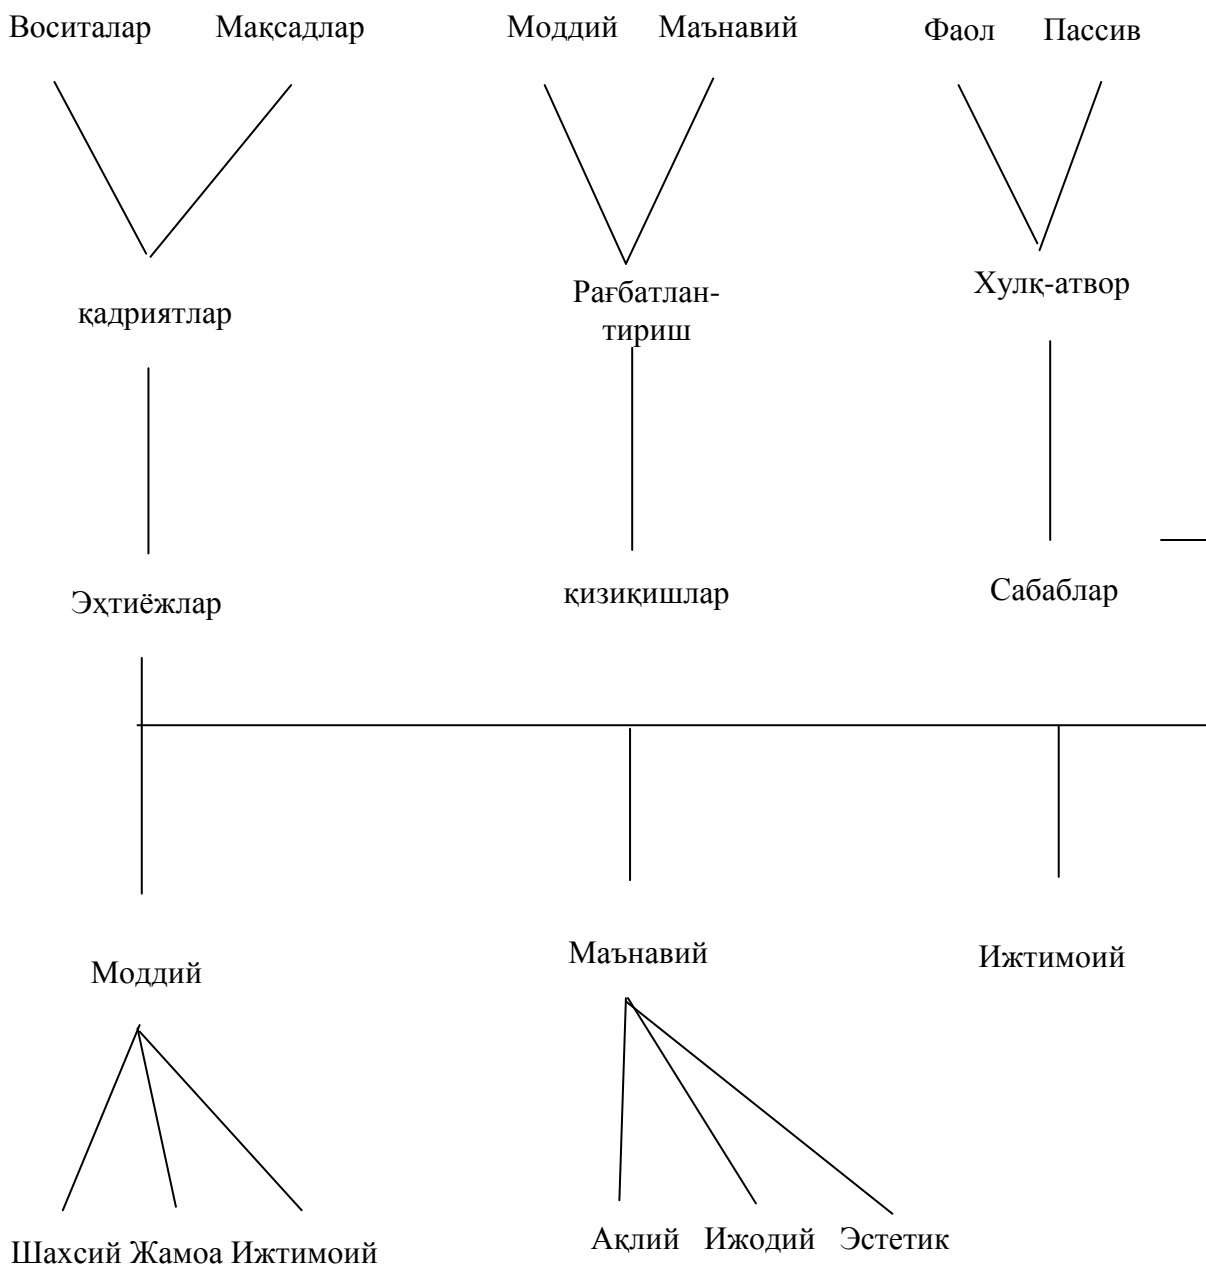 Воситалар Мақсадлар Моддий Маънавий Фаол Пассив
қадриятлар Рағбатлан- Хулқ-атвор
тириш
Эҳтиёжлар қизиқишлар Сабаблар
Моддий Маънавий Ижтимоий
Шахсий Жамоа Ижтимоий Ақлий Ижодий Эстетик